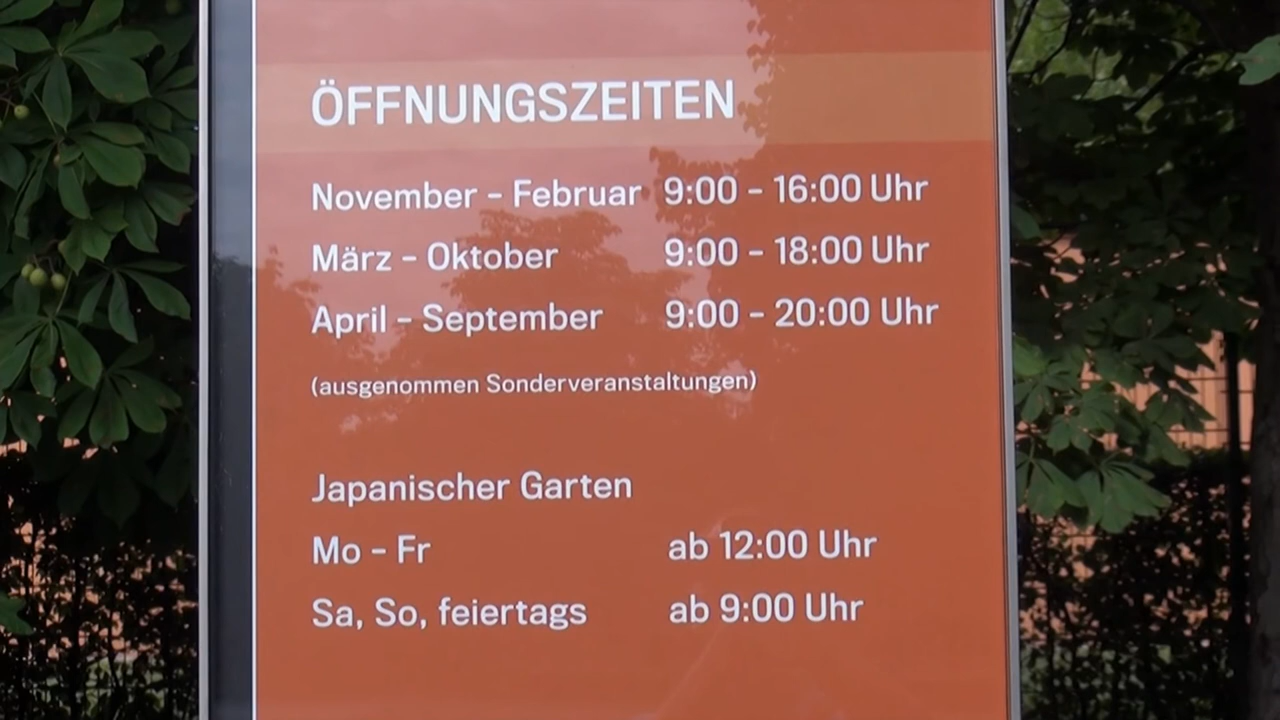 ÖFFNUNGSZEITEN
November – Februar 9:00 – 16:00 Uhr
März – Oktober 9:00 – 18:00 Uhr
April – September 9:00 – 20:00 Uhr
(ausgenommen Sonderveranstaltungen)
Japanischer Garten
Mo – Fr ab 12:00 Uhr
Sa, So, feiertags ab 9:00 Uhr